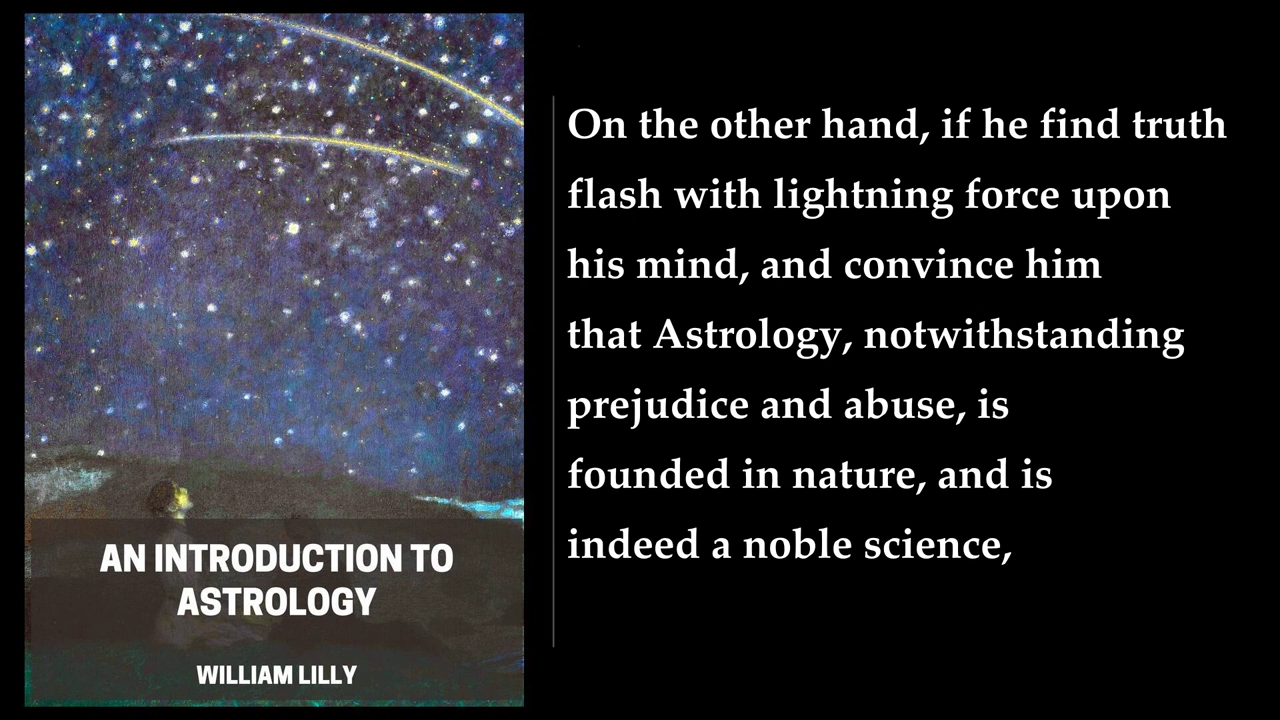 AN INTRODUCTION TO
ASTROLOGY
WILLIAM LILLY
On the other hand, if he find truth
flash with lightning force upon
his mind, and convince him
that Astrology, notwithstanding
prejudice and abuse, is
founded in nature, and is
indeed a noble science,